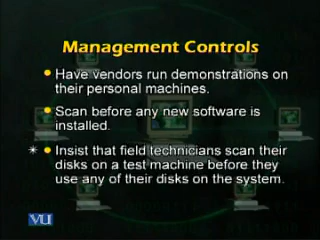 Management Controls
Have vendors run demonstrations on
their personal machines.
Scan before any new software is
installed.
Insist that field technicians scan their
disks on a test machine before they
use any of their disks on the system.
VU